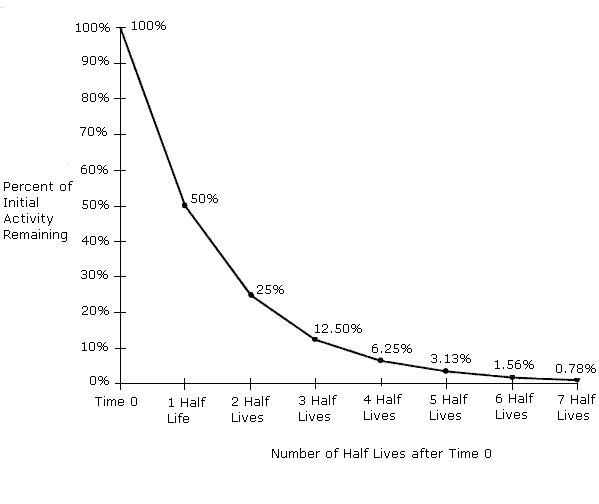 100%
100%
90%
80%
70%
60%
Percent of
Initial
Activity
Remaining
50%
50%
40%
30%
25%
20%
12.50%
10%
6.25%
3.13%
1.56%
0.78%
0%
Time 0
1 Half
Life
2 Half
Lives
3 Half
Lives
4 Half
Lives
5 Half
Lives
6 Half
Lives
7 Half
Lives
Number of Half Lives after Time 0